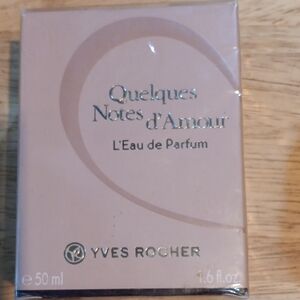 Quelques
Notes d'Amour
L'Eau de Parfum
YVES ROCHER
e 50 ml 1.6 fl.oz